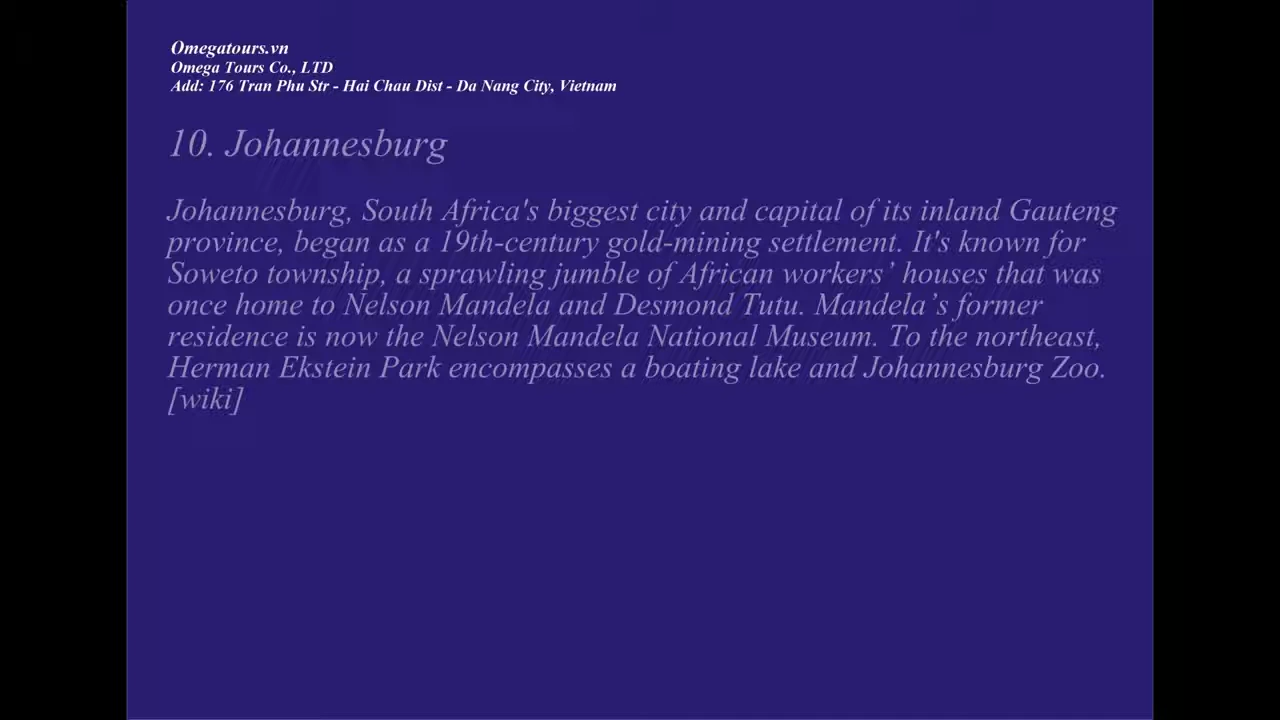 Omegatours.vn
Omega Tours Co., LTD
Add: 176 Tran Phu Str - Hai Chau Dist - Da Nang City, Vietnam
10. Johannesburg
Johannesburg, South Africa's biggest city and capital of its inland Gauteng
province, began as a 19th-century gold-mining settlement. It's known for
Soweto township, a sprawling jumble of African workers’ houses that was
once home to Nelson Mandela and Desmond Tutu. Mandela’s former
residence is now the Nelson Mandela National Museum. To the northeast,
Herman Ekstein Park encompasses a boating lake and Johannesburg Zoo.
[wiki]